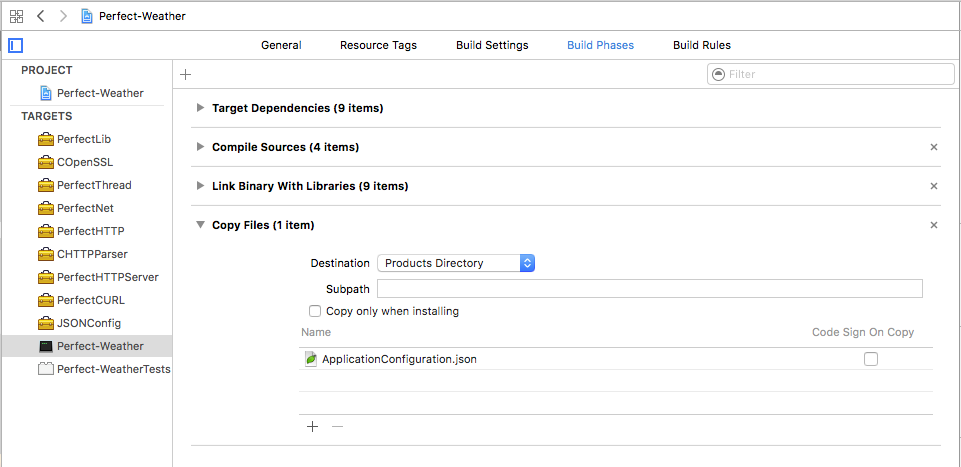 Perfect-Weather
General Resource Tags Build Settings Build Phases Build Rules
PROJECT
Perfect-Weather
TARGETS
PerfectLib
COpenSSL
PerfectThread
PerfectNet
PerfectHTTP
CHTTPParser
PerfectHTTPServer
PerfectCURL
JSONConfig
Perfect-Weather
Perfect-WeatherTests
Filter
Target Dependencies (9 items)
Compile Sources (4 items)
Link Binary With Libraries (9 items)
Copy Files (1 item)
Destination Products Directory
Subpath
Copy only when installing
Name Code Sign On Copy
ApplicationConfiguration.json